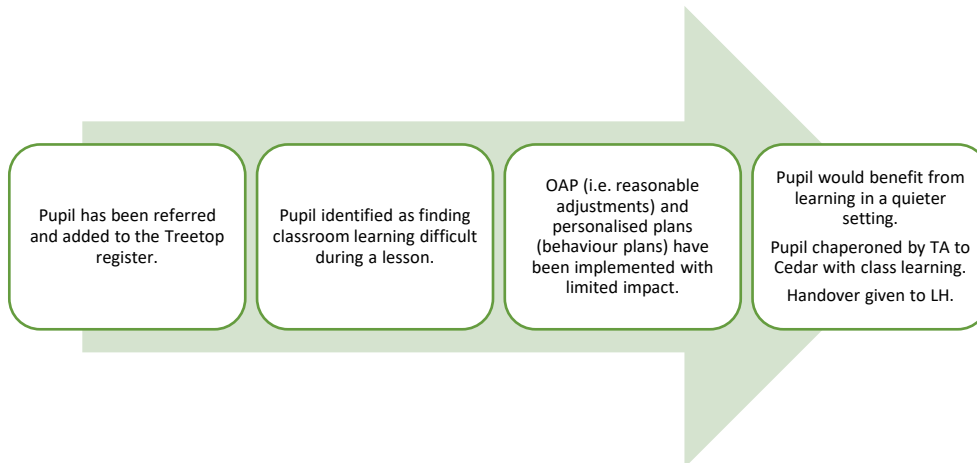 Pupil has been referred
and added to the Treetop
register.
Pupil identified as finding
classroom learning difficult
during a lesson.
OAP (i.e. reasonable
adjustments) and
personalised plans
(behaviour plans) have
been implemented with
limited impact.
Pupil would benefit from
learning in a quieter
setting.
Pupil chaperoned by TA to
Cedar with class learning.
Handover given to LH.